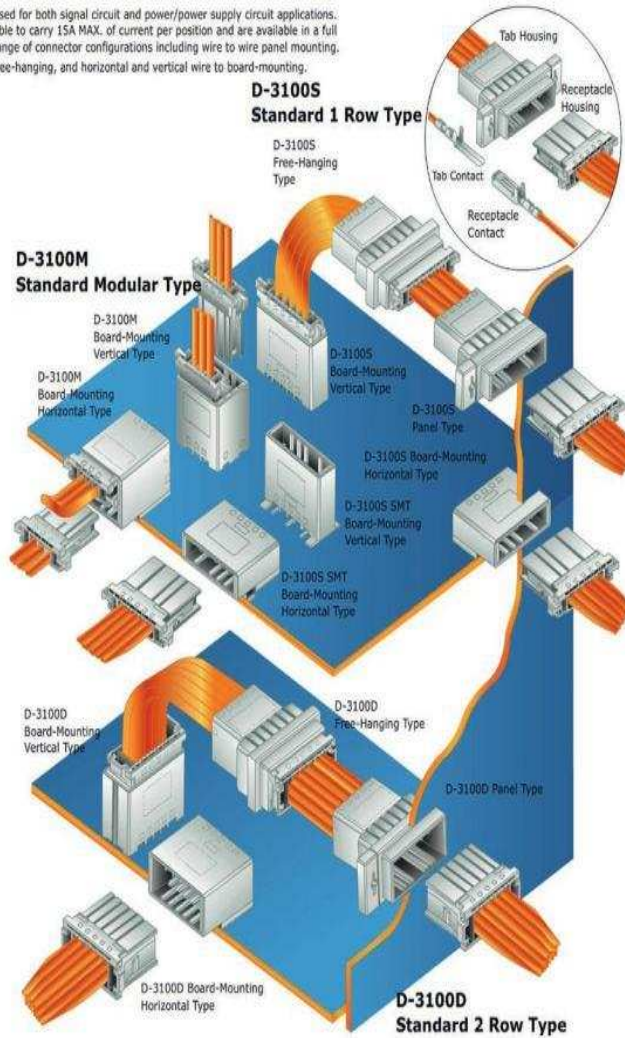 sed for both signal circuit and power/power supply circuit applications.
ble to carry 15A MAX. of current per position and are available in a full
ange of connector configurations including wire to wire panel mounting.
ee-hanging, and horizontal and vertical wire to board-mounting.
D-3100S
Standard 1 Row Type
Tab Housing
Receptacle
Housing
Tab Contact
Receptacle
Contact
D-3100S
Free-Hanging
Type
D-3100M
Standard Modular Type
D-3100M
Board-Mounting
Vertical Type
D-3100M
Board-Mounting
Horizontal Type
D-3100S
Board-Mounting
Vertical Type
D-3100S
Panel Type
D-3100S Board-Mounting
Horizontal Type
D-3100S SMT
Board-Mounting
Vertical Type
D-3100S SMT
Board-Mounting
Horizontal Type
D-3100D
Board-Mounting
Vertical Type
D-3100D
Free-Hanging Type
D-3100D Panel Type
D-3100D Board-Mounting
Horizontal Type
D-3100D
Standard 2 Row Type